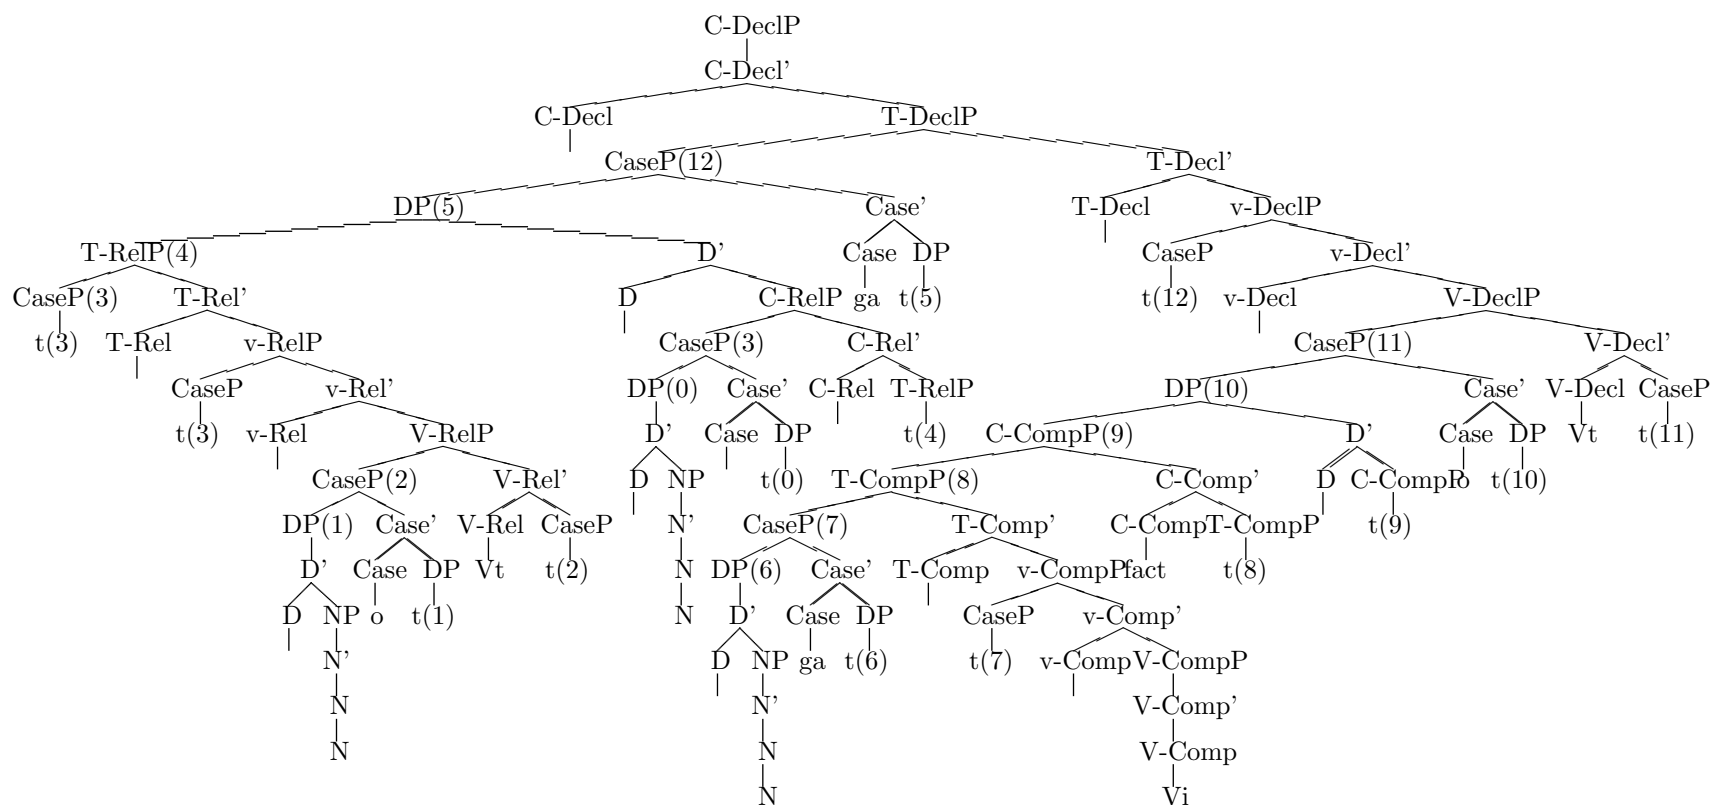 C-DeclP
C-Decl'
C-Decl T-DeclP
CaseP(12) T-Decl'
DP(5) Case' T-Decl v-DeclP
T-RelP(4) D' Case DP CaseP v-Decl'
CaseP(3) T-Rel' D C-RelP ga t(5) t(12) v-Decl V-DeclP
t(3) T-Rel v-RelP CaseP(3) C-Rel' CaseP(11) V-Decl'
CaseP v-Rel' DP(0) Case' C-Rel T-RelP DP(10) Case' V-Decl CaseP
t(3) v-Rel V-RelP D' Case DP t(4) C-CompP(9) D' Case DP Vt t(11)
CaseP(2) V-Rel' D NP t(0) T-CompP(8) C-Comp' D C-CompP o t(10)
DP(1) Case' V-Rel CaseP N' CaseP(7) T-Comp' C-Comp T-CompP t(9)
D' Case DP Vt t(2) N DP(6) Case' T-Comp v-CompP fact t(8)
D NP o t(1) N D' Case DP CaseP v-Comp'
N' D NP ga t(6) t(7) v-Comp V-CompP
N N' V-Comp'
N N V-Comp
N Vi